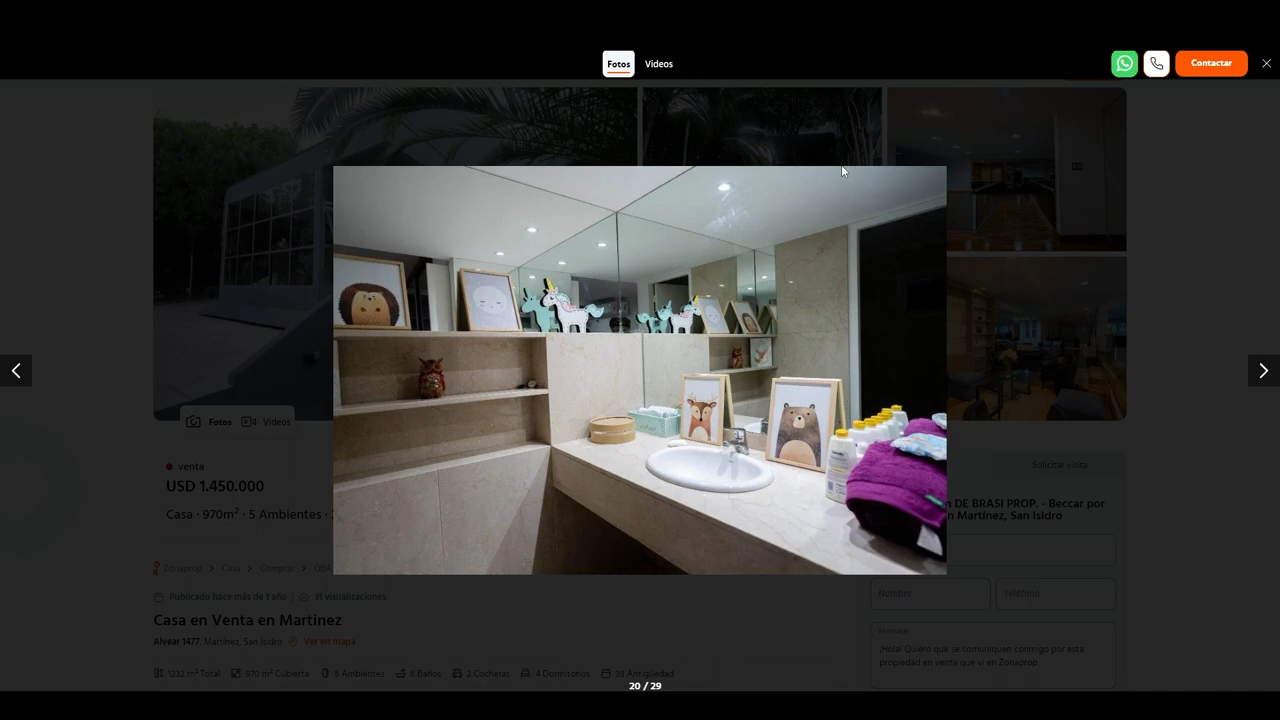 Fotos Videos
Contactar
Fotos Videos
venta
USD 1.450.000
Casa · 970m² · 5 Ambientes ·
Solicitar visita
DE BRASI PROP. - Beccar por
Martínez, San Isidro
Zonaprop > Casa > Comprar >
Publicado hace más de 1 año | 31 visualizaciones
Nombre
Teléfono
Casa en Venta en Martinez
Alvear 1477, Martínez, San Isidro Ver en mapa
Mensaje
¡Hola! Quiero que se comuniquen conmigo por esta
propiedad en venta que vi en Zonaprop.
1232 m² Total 970 m² Cubierta 5 Ambientes 6 Baños 2 Cocheras 4 Dormitorios 38 Antigüedad
20 / 29